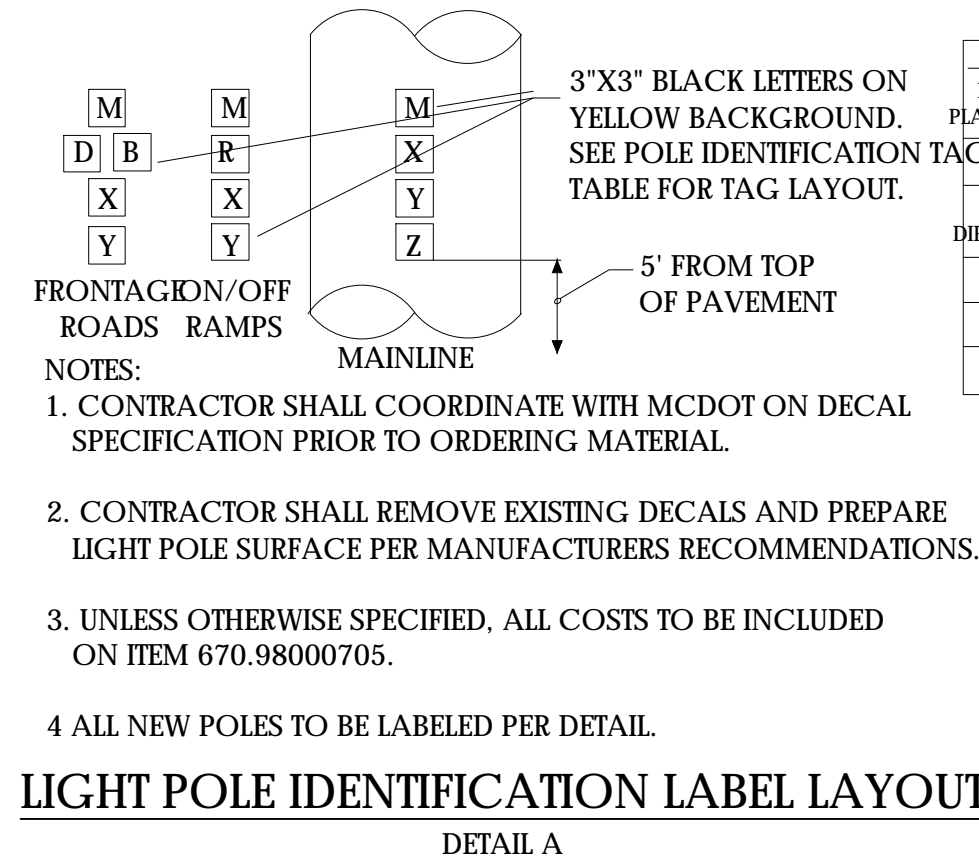 M
D B
X
Y
FRONTAGE
ROADS
M
R
X
Y
ON/OFF
RAMPS
M
X
Y
Z
MAINLINE
3"X3" BLACK LETTERS ON
YELLOW BACKGROUND.
SEE POLE IDENTIFICATION TAG
TABLE FOR TAG LAYOUT.
5' FROM TOP
OF PAVEMENT
NOTES:
1. CONTRACTOR SHALL COORDINATE WITH MCDOT ON DECAL
SPECIFICATION PRIOR TO ORDERING MATERIAL.
2. CONTRACTOR SHALL REMOVE EXISTING DECALS AND PREPARE
LIGHT POLE SURFACE PER MANUFACTURERS RECOMMENDATIONS.
3. UNLESS OTHERWISE SPECIFIED, ALL COSTS TO BE INCLUDED
ON ITEM 670.98000705.
4 ALL NEW POLES TO BE LABELED PER DETAIL.
LIGHT POLE IDENTIFICATION LABEL LAYOUT
DETAIL A